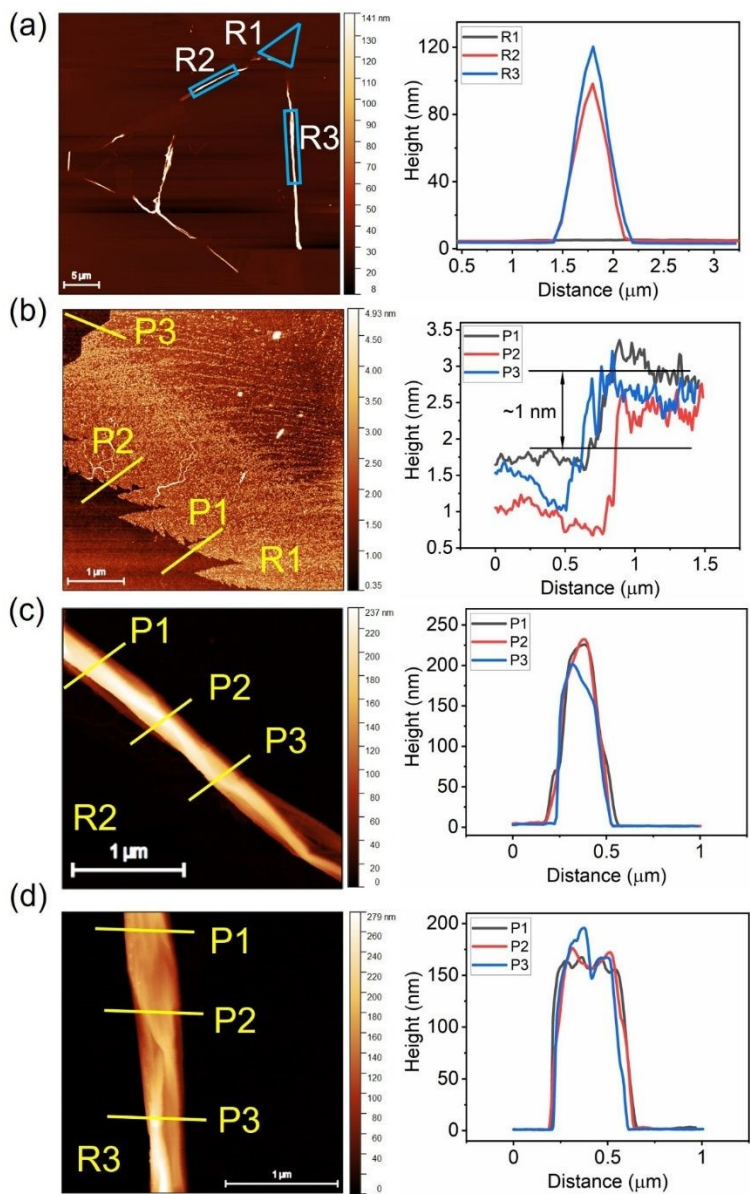 (a)
R1
R2
R3
5 µm
141 nm
130
120
110
100
90
80
70
60
50
40
30
20
8
R1
R2
R3
Height (nm)
120
80
40
0
0.5 1 1.5 2 2.5 3
Distance (µm)
(b)
P3
P2
P1
R1
1 µm
4.93 nm
4.50
4.00
3.50
3.00
2.50
2.00
1.50
1.00
0.35
P1
P2
P3
~1 nm
Height (nm)
3.5
3
2.5
2
1.5
1
0.5
0 0.5 1.0 1.5
Distance (µm)
(c)
P1
P2
P3
R2
1 µm
237 nm
220
200
180
160
140
120
100
80
60
40
20
0
P1
P2
P3
Height (nm)
250
200
150
100
50
0
0 0.5 1
Distance (µm)
(d)
P1
P2
P3
R3
1 µm
279 nm
260
240
220
200
180
160
140
120
100
80
60
40
20
0
P1
P2
P3
Height (nm)
200
150
100
50
0
0 0.5 1
Distance (µm)